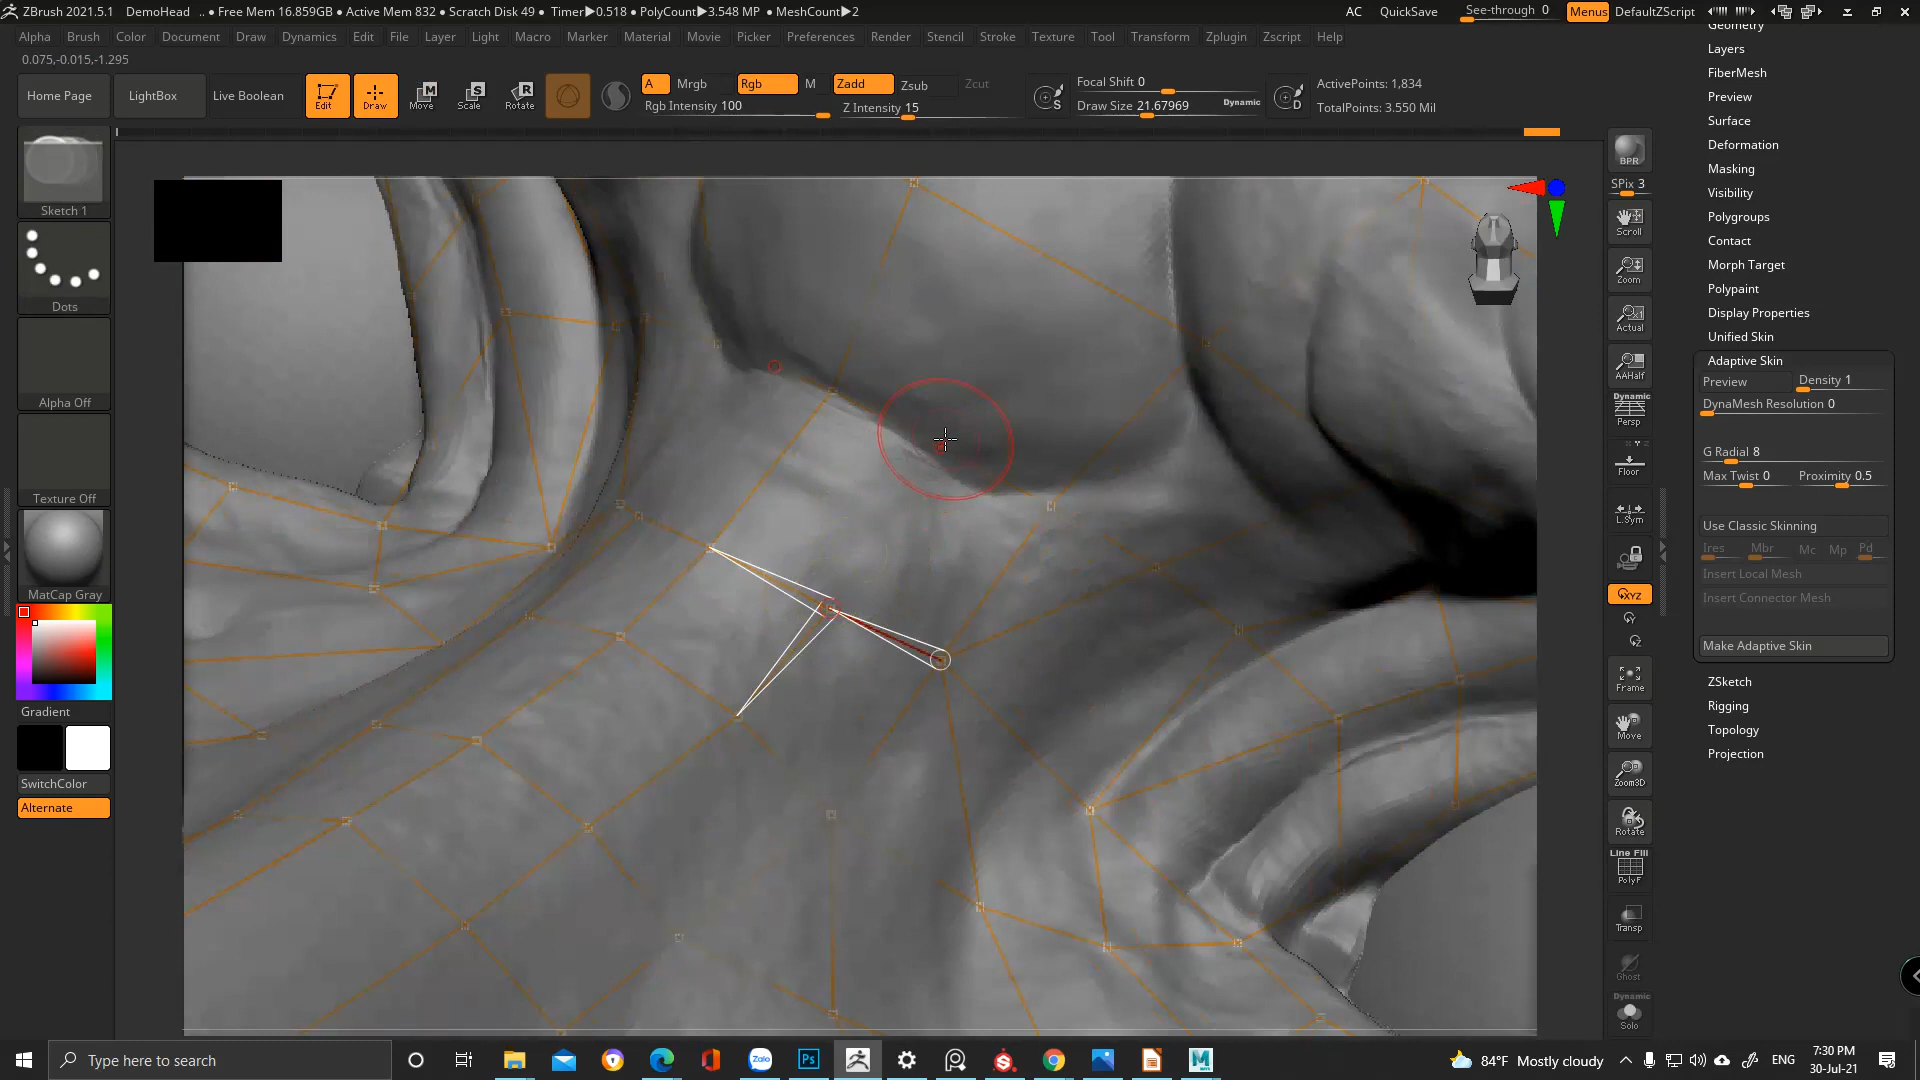 ZBrush 2021.5.1 DemoHead .. ● Free Mem 16.859GB ● Active Mem 832 ● Scratch Disk 49 ● Timer▶0.518 ● PolyCount▶3.548 MP ● MeshCount▶2 AC QuickSave See-through 0 Menus DefaultZScript
Alpha Brush Color Document Draw Dynamics Edit File Layer Light Macro Marker Material Movie Picker Preferences Render Stencil Stroke Texture Tool Transform Zplugin Zscript Help
0.075,-0.015,-1.295
Home Page LightBox Live Boolean Edit Draw Move Scale Rotate
A Mrgb Rgb M Zadd Zsub Zcut
Rgb Intensity 100 Z Intensity 15
Focal Shift 0
Draw Size 21.67969 Dynamic
ActivePoints: 1,834
TotalPoints: 3.550 Mil
Sketch 1
Dots
Alpha Off
Texture Off
MatCap Gray
Gradient
SwitchColor
Alternate
BPR
SPix 3
Scroll
Zoom
Actual
AAHalf
Dynamic
Persp
Floor
L.Sym
XYZ
Frame
Move
Zoom3D
Rotate
Line Fill
PolyF
Transp
Ghost
Dynamic
Solo
Geometry
Layers
FiberMesh
Preview
Surface
Deformation
Masking
Visibility
Polygroups
Contact
Morph Target
Polypaint
Display Properties
Unified Skin
Adaptive Skin
Preview Density 1
DynaMesh Resolution 0
G Radial 8
Max Twist 0 Proximity 0.5
Use Classic Skinning
Ires Mbr Mc Mp Pd
Insert Local Mesh
Insert Connector Mesh
Make Adaptive Skin
ZSketch
Rigging
Topology
Projection
Type here to search
Zalo
Ps
84°F Mostly cloudy
ENG
7:30 PM
30-Jul-21